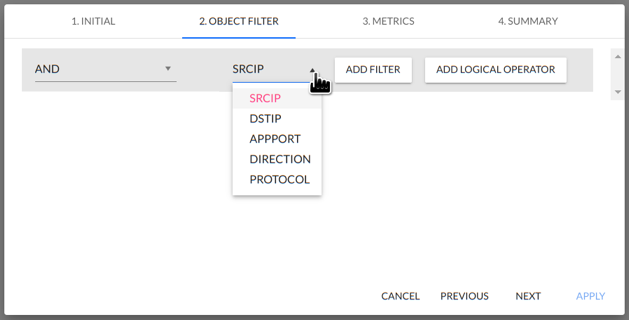 1. INITIAL 2. OBJECT FILTER 3. METRICS 4. SUMMARY
AND SRCIP ADD FILTER ADD LOGICAL OPERATOR
SRCIP
DSTIP
APPPORT
DIRECTION
PROTOCOL
CANCEL PREVIOUS NEXT APPLY